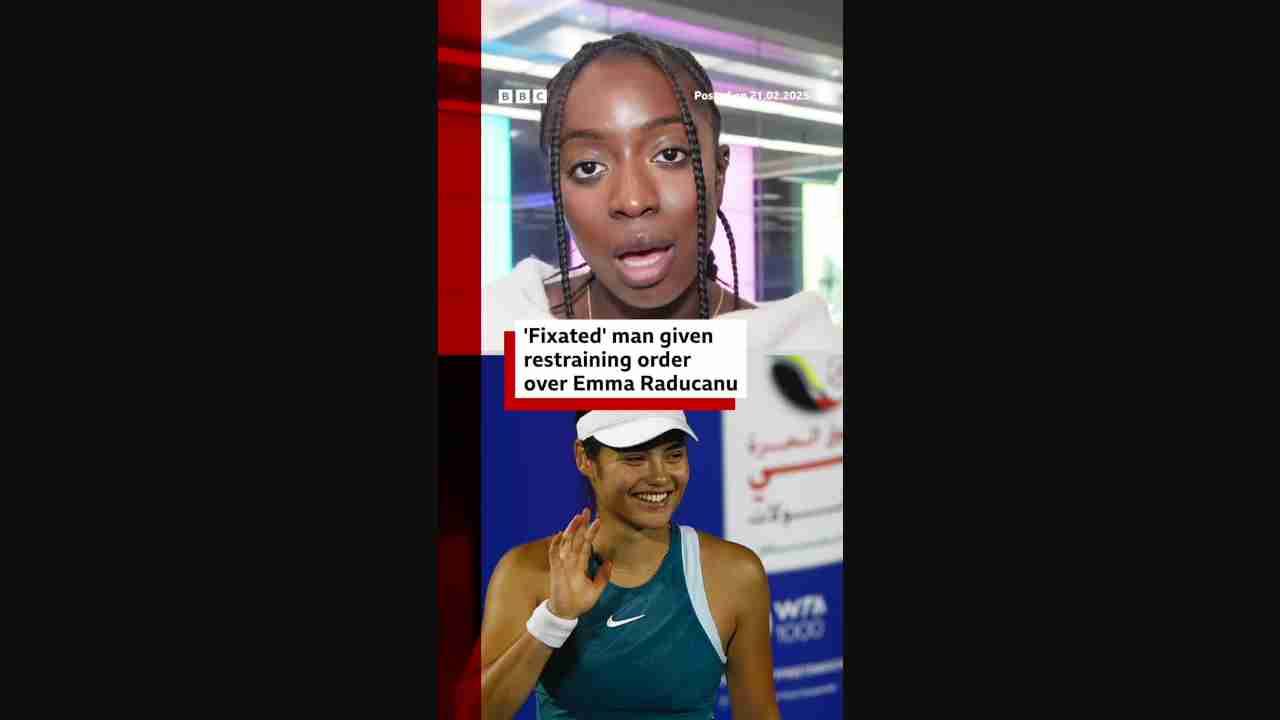 BBC
Posted on 21.02.2025
'Fixated' man given
restraining order
over Emma Raducanu
WTA
1000